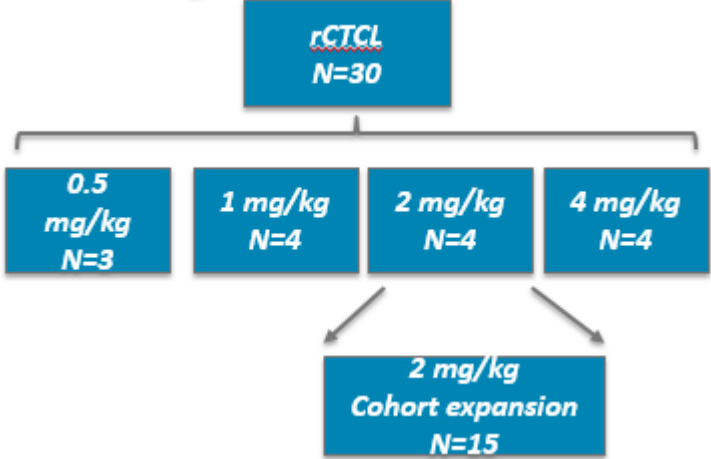 rCTCL
N=30
0.5
mg/kg
N=3
1 mg/kg
N=4
2 mg/kg
N=4
4 mg/kg
N=4
2 mg/kg
Cohort expansion
N=15